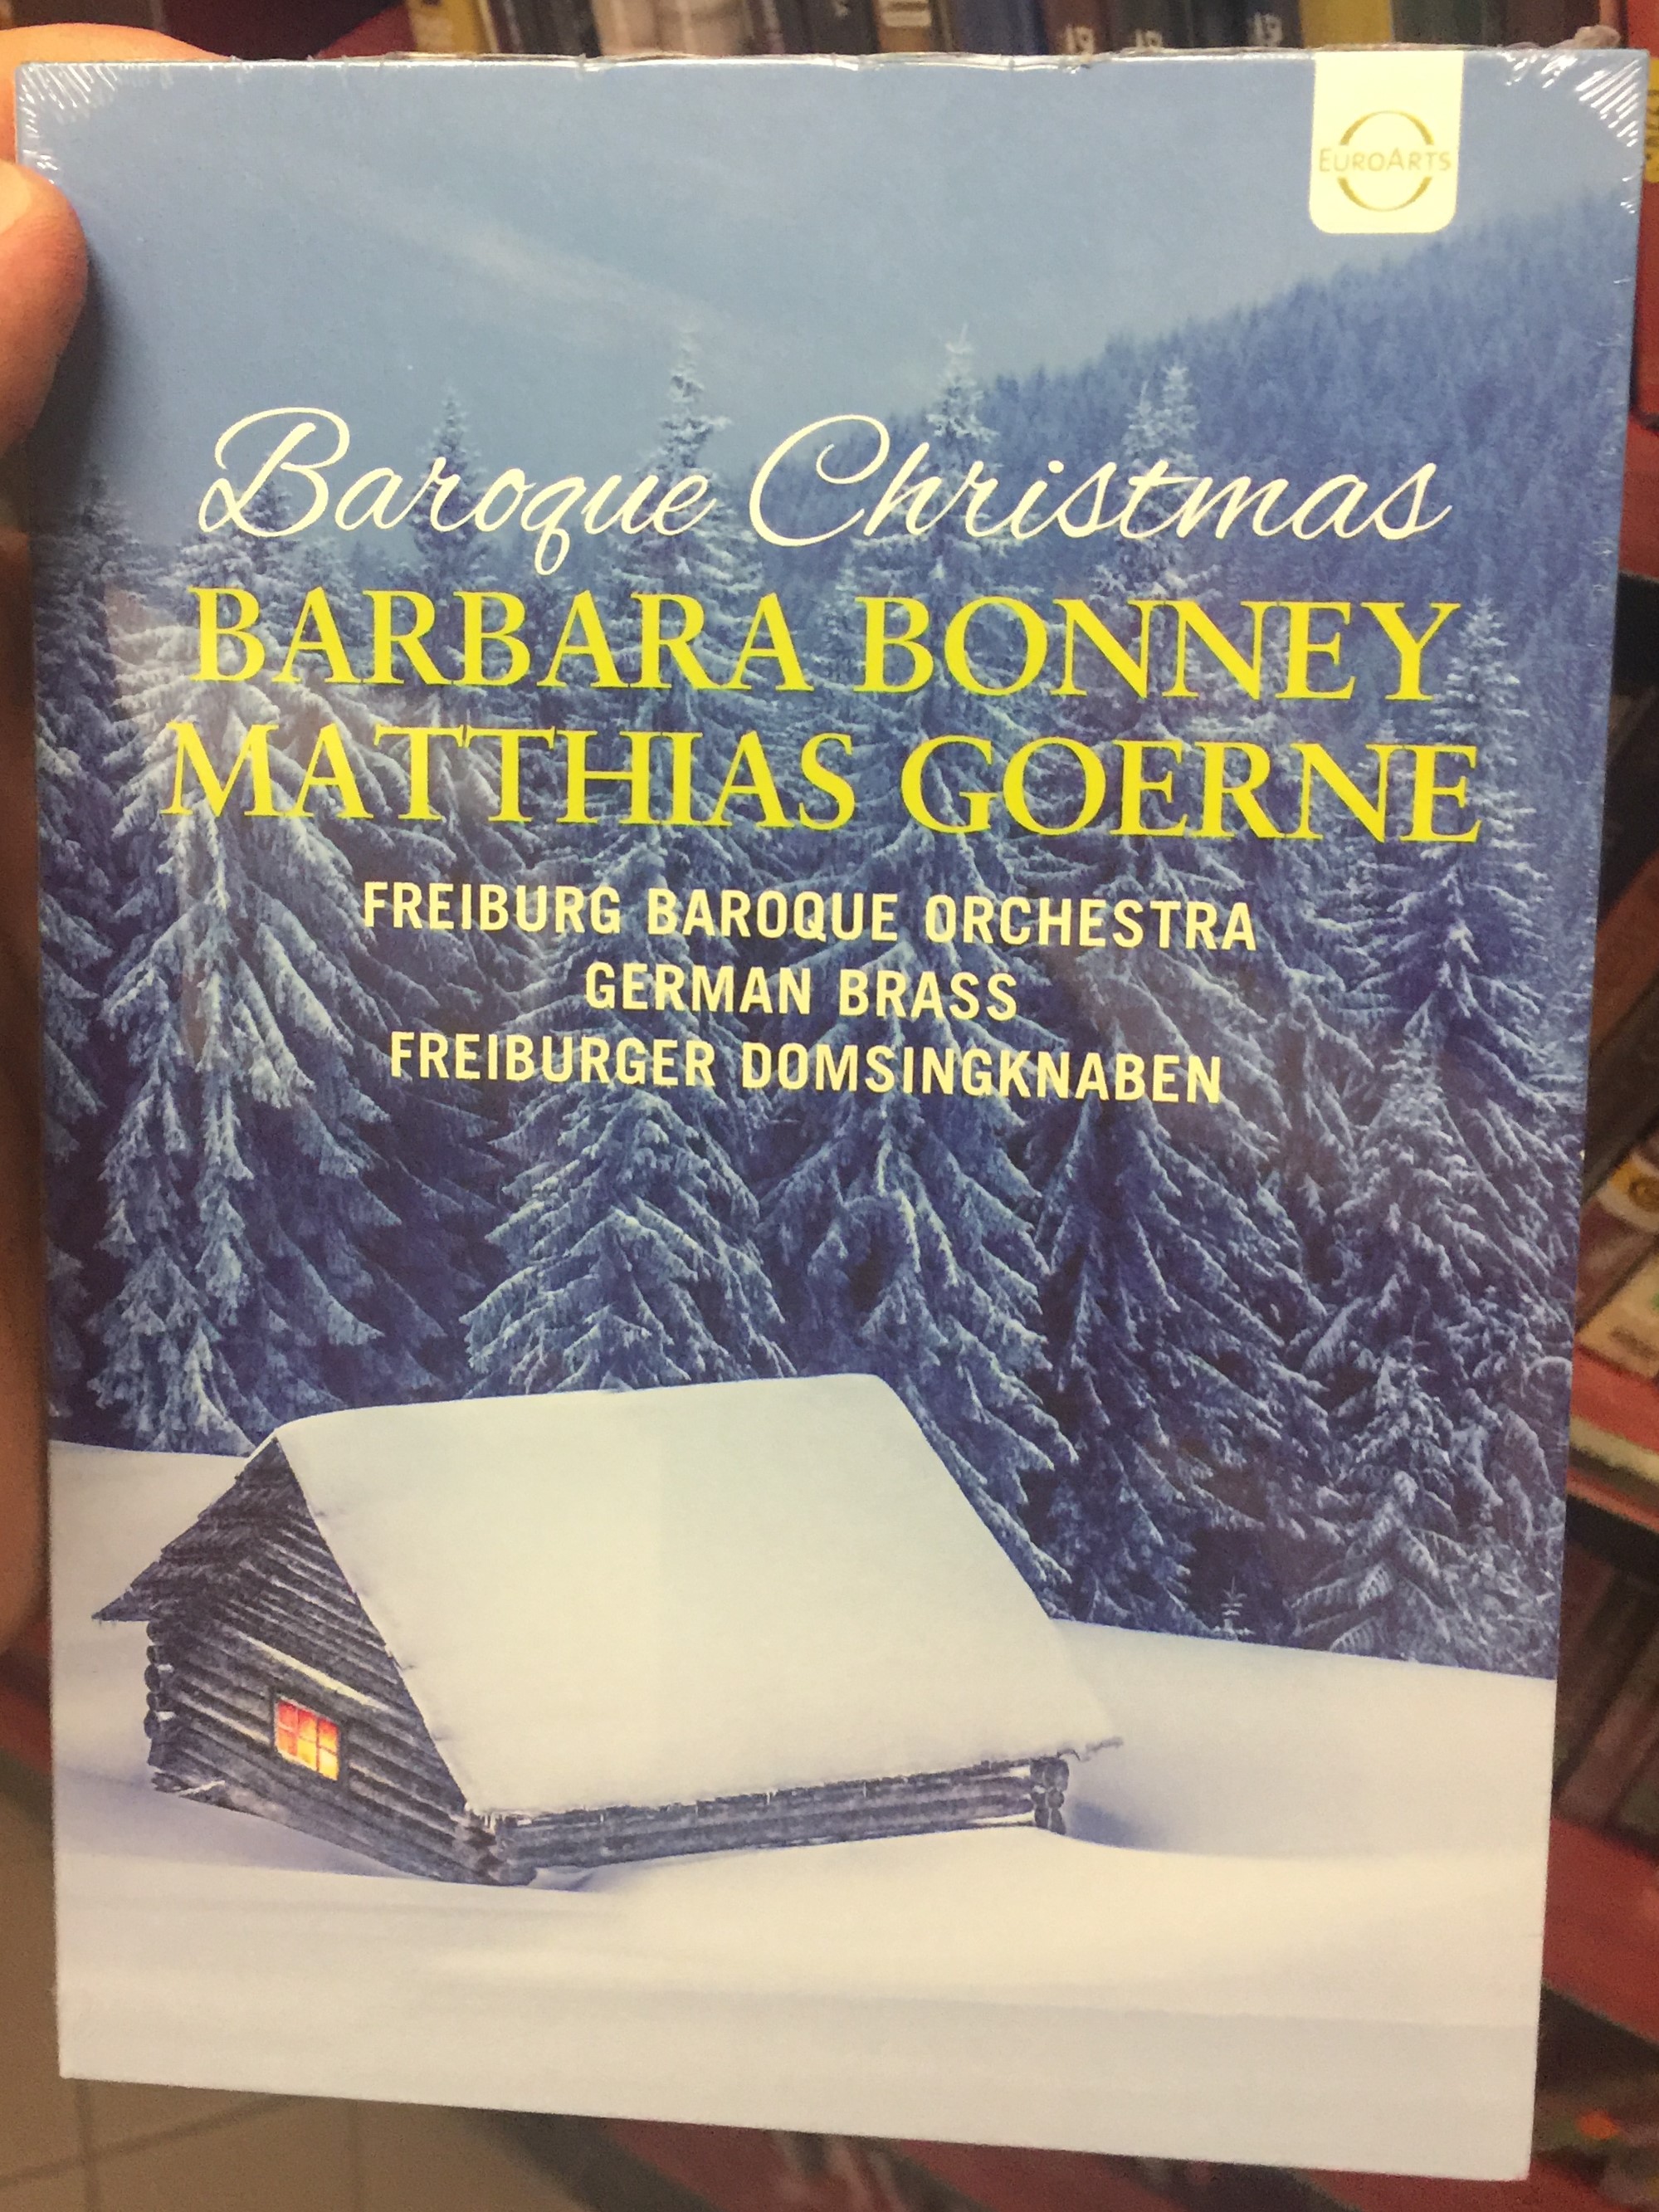 EUROARTS
Baroque Christmas
BARBARA BONNEY
MATTHIAS GOERNE
FREIBURG BAROQUE ORCHESTRA
GERMAN BRASS
FREIBURGER DOMSINGKNABEN